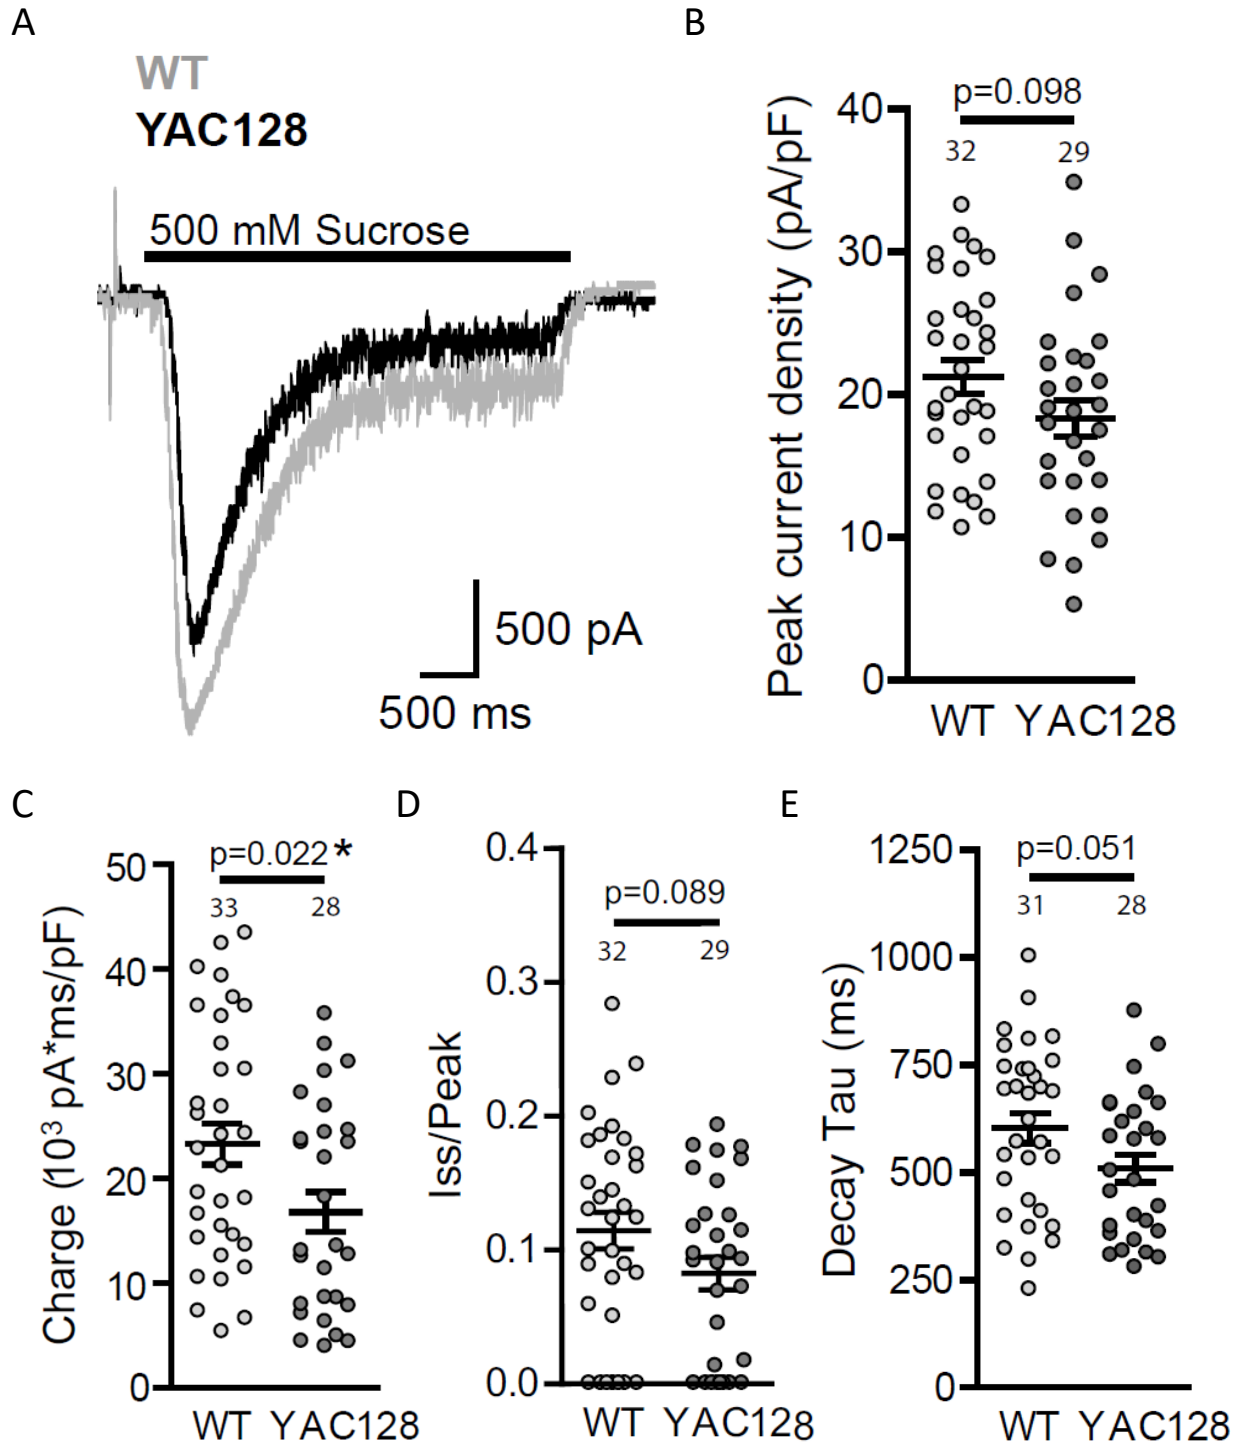 A
WT
YAC128
500 mM Sucrose
500 pA
500 ms
B
p=0.098
32 29
Peak current density (pA/pF)
40
30
20
10
0
WT YAC128
C
p=0.022 *
33 28
Charge (10³ pA*ms/pF)
50
40
30
20
10
0
WT YAC128
D
p=0.089
32 29
Iss/Peak
0.4
0.3
0.2
0.1
0.0
WT YAC128
E
p=0.051
31 28
Decay Tau (ms)
1250
1000
750
500
250
0
WT YAC128